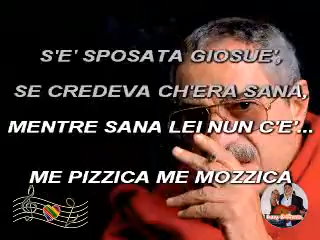 S'E' SPOSATA GIOSUE',
SE CREDEVA CH'ERA SANA,
MENTRE SANA LEI NUN C'E'...
ME PIZZICA ME MOZZICA